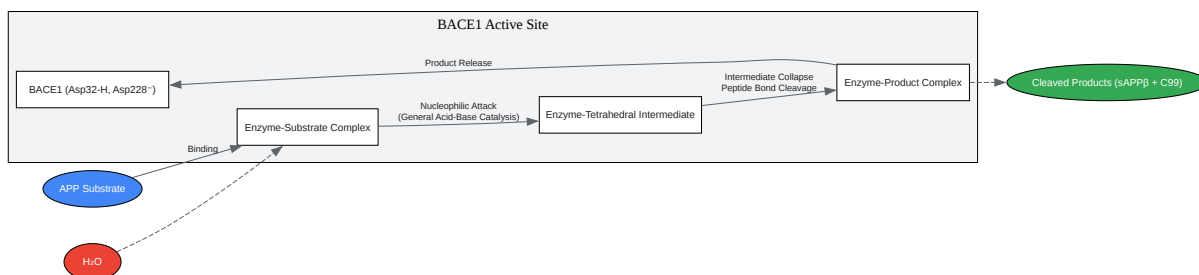 BACE1 Active Site
Product Release
BACE1 (Asp32-H, Asp228⁻)
Intermediate Collapse
Peptide Bond Cleavage
Enzyme-Product Complex
Cleaved Products (sAPPβ + C99)
Nucleophilic Attack
(General Acid-Base Catalysis)
Enzyme-Tetrahedral Intermediate
Enzyme-Substrate Complex
Binding
APP Substrate
H₂O